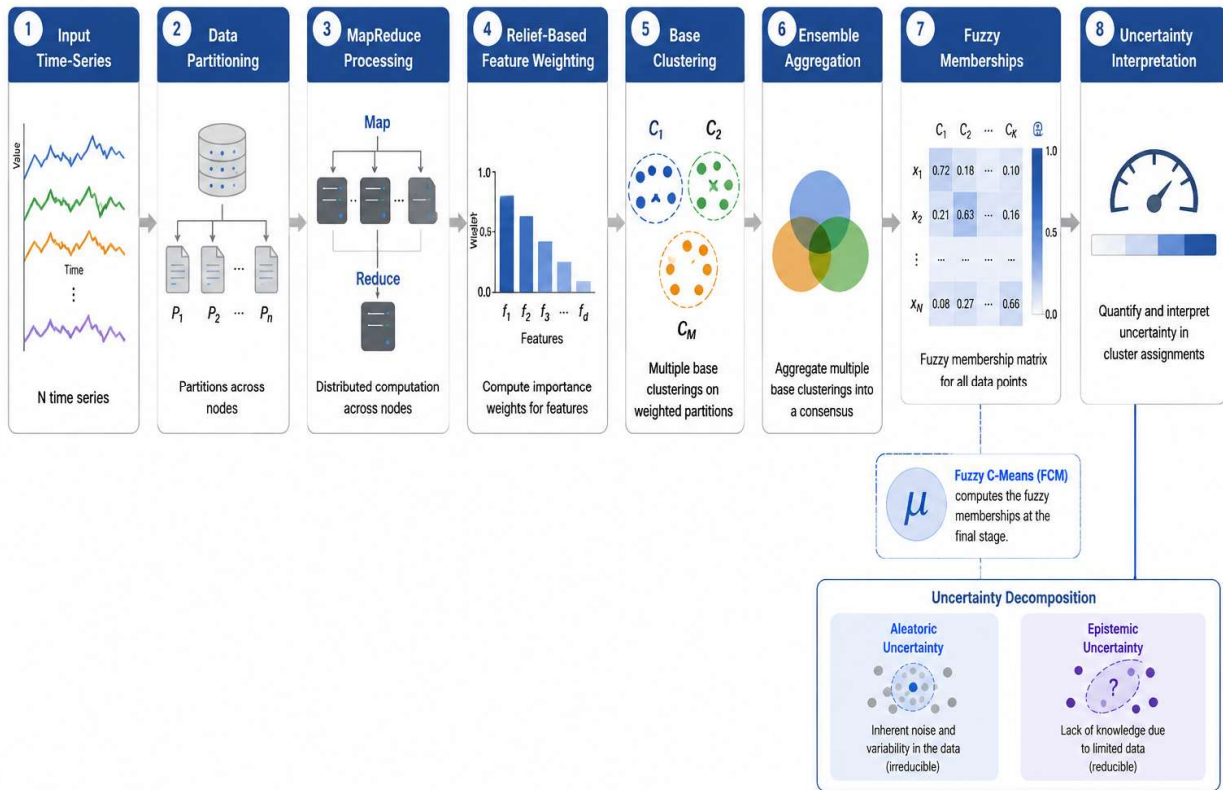 1 Input
Time-Series
Value
Time
⋮
N time series
2 Data
Partitioning
P1 P2 ... Pn
Partitions across
nodes
3 MapReduce
Processing
Map
... ...
Reduce
Distributed computation
across nodes
4 Relief-Based
Feature Weighting
1.0
0.5
0.0
f1 f2 f3 ... fd
Features
Compute importance
weights for features
5 Base
Clustering
C1 C2
CM
Multiple base
clusterings on
weighted partitions
6 Ensemble
Aggregation
Aggregate multiple
base clusterings into
a consensus
7 Fuzzy
Memberships
C1 C2 ... CK
x1 0.72 0.18 ... 0.10
x2 0.21 0.63 ... 0.16
⋮ ... ... ... ...
xN 0.08 0.27 ... 0.66
1.0
0.5
0.0
Fuzzy membership matrix
for all data points
8 Uncertainty
Interpretation
Quantify and interpret
uncertainty in
cluster assignments
μ
Fuzzy C-Means (FCM)
computes the fuzzy
memberships at the
final stage.
Uncertainty Decomposition
Aleatoric
Uncertainty
Inherent noise and
variability in the data
(irreducible)
Epistemic
Uncertainty
?
Lack of knowledge due
to limited data
(reducible)